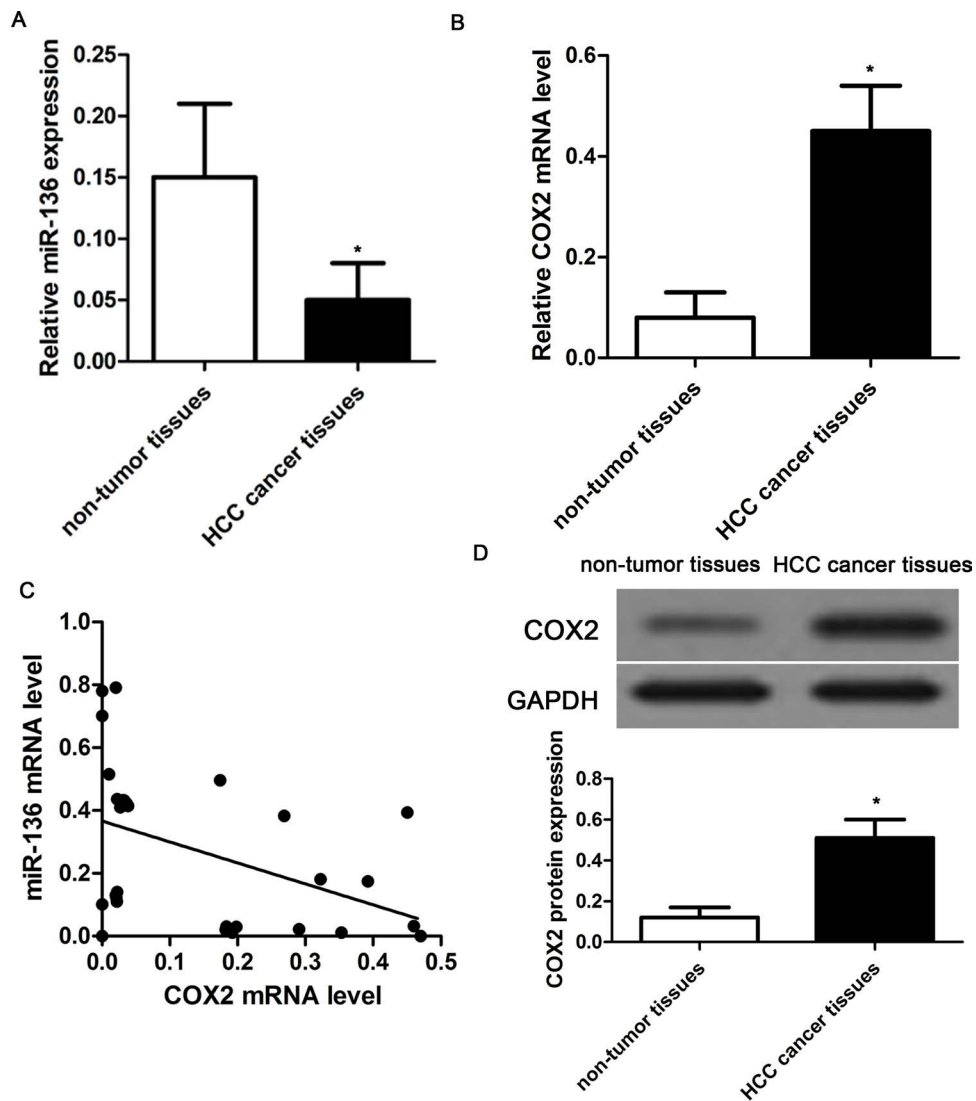 A
Relative miR-136 expression
0.25
0.20
0.15
0.10
0.05
0.00
*
non-tumor tissues
HCC cancer tissues
B
Relative COX2 mRNA level
0.6
0.4
0.2
0.0
*
non-tumor tissues
HCC cancer tissues
C
miR-136 mRNA level
1.0
0.8
0.6
0.4
0.2
0.0
0.0 0.1 0.2 0.3 0.4 0.5
COX2 mRNA level
D
non-tumor tissues HCC cancer tissues
COX2
GAPDH
COX2 protein expression
0.8
0.6
0.4
0.2
0.0
*
non-tumor tissues
HCC cancer tissues